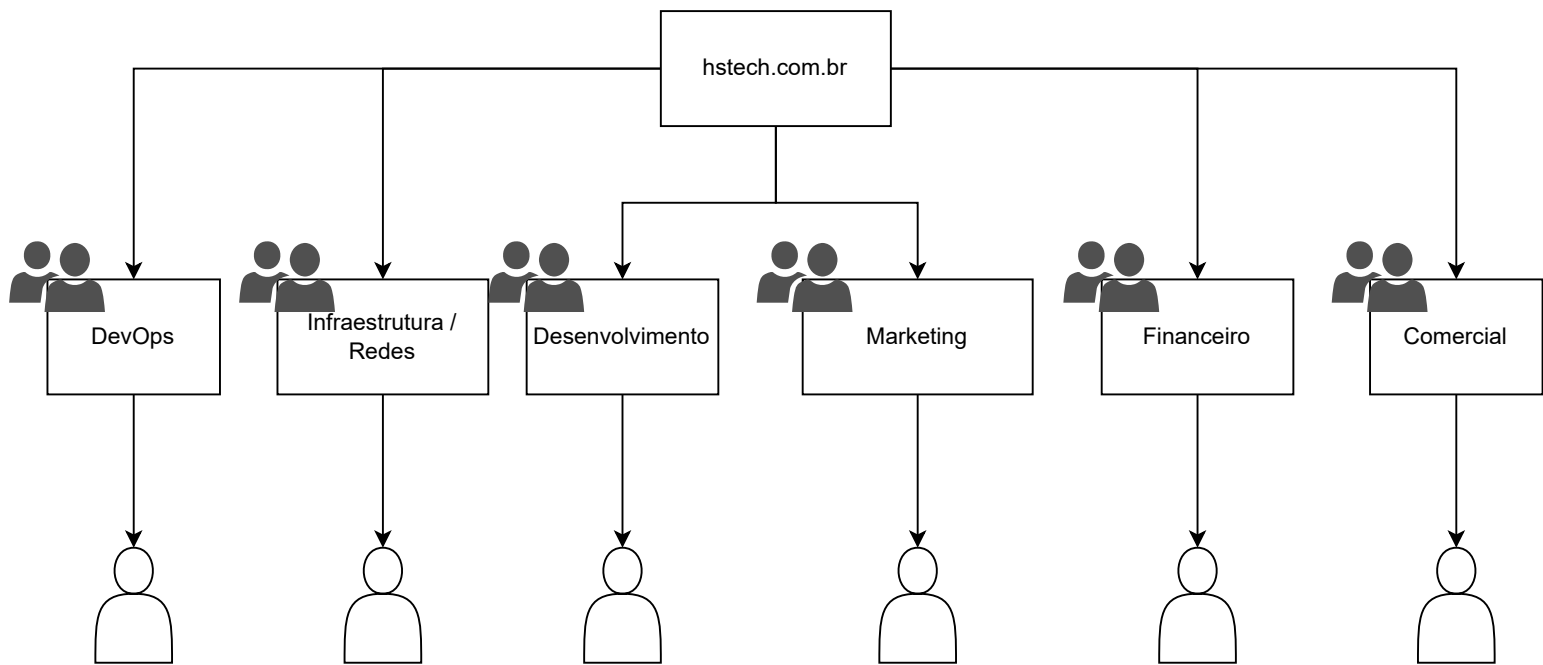 hstech.com.br
DevOps
Infraestrutura /
Redes
Desenvolvimento
Marketing
Financeiro
Comercial